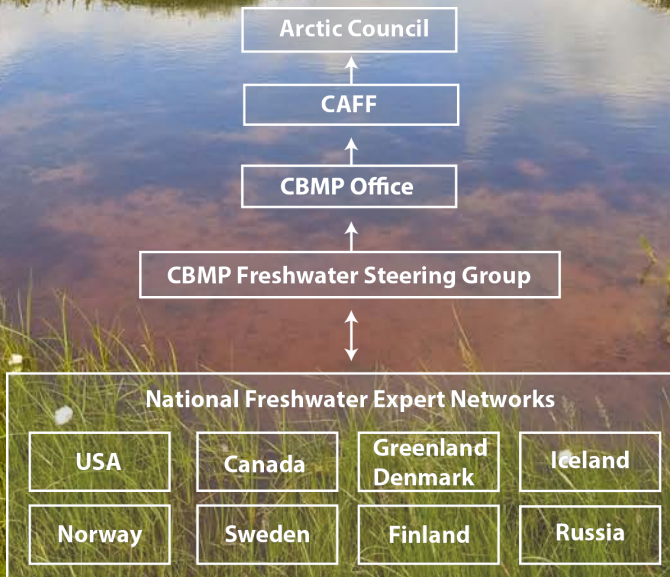 Arctic Council
CAFF
CBMP Office
CBMP Freshwater Steering Group
National Freshwater Expert Networks
USA
Canada
Greenland
Denmark
Iceland
Norway
Sweden
Finland
Russia